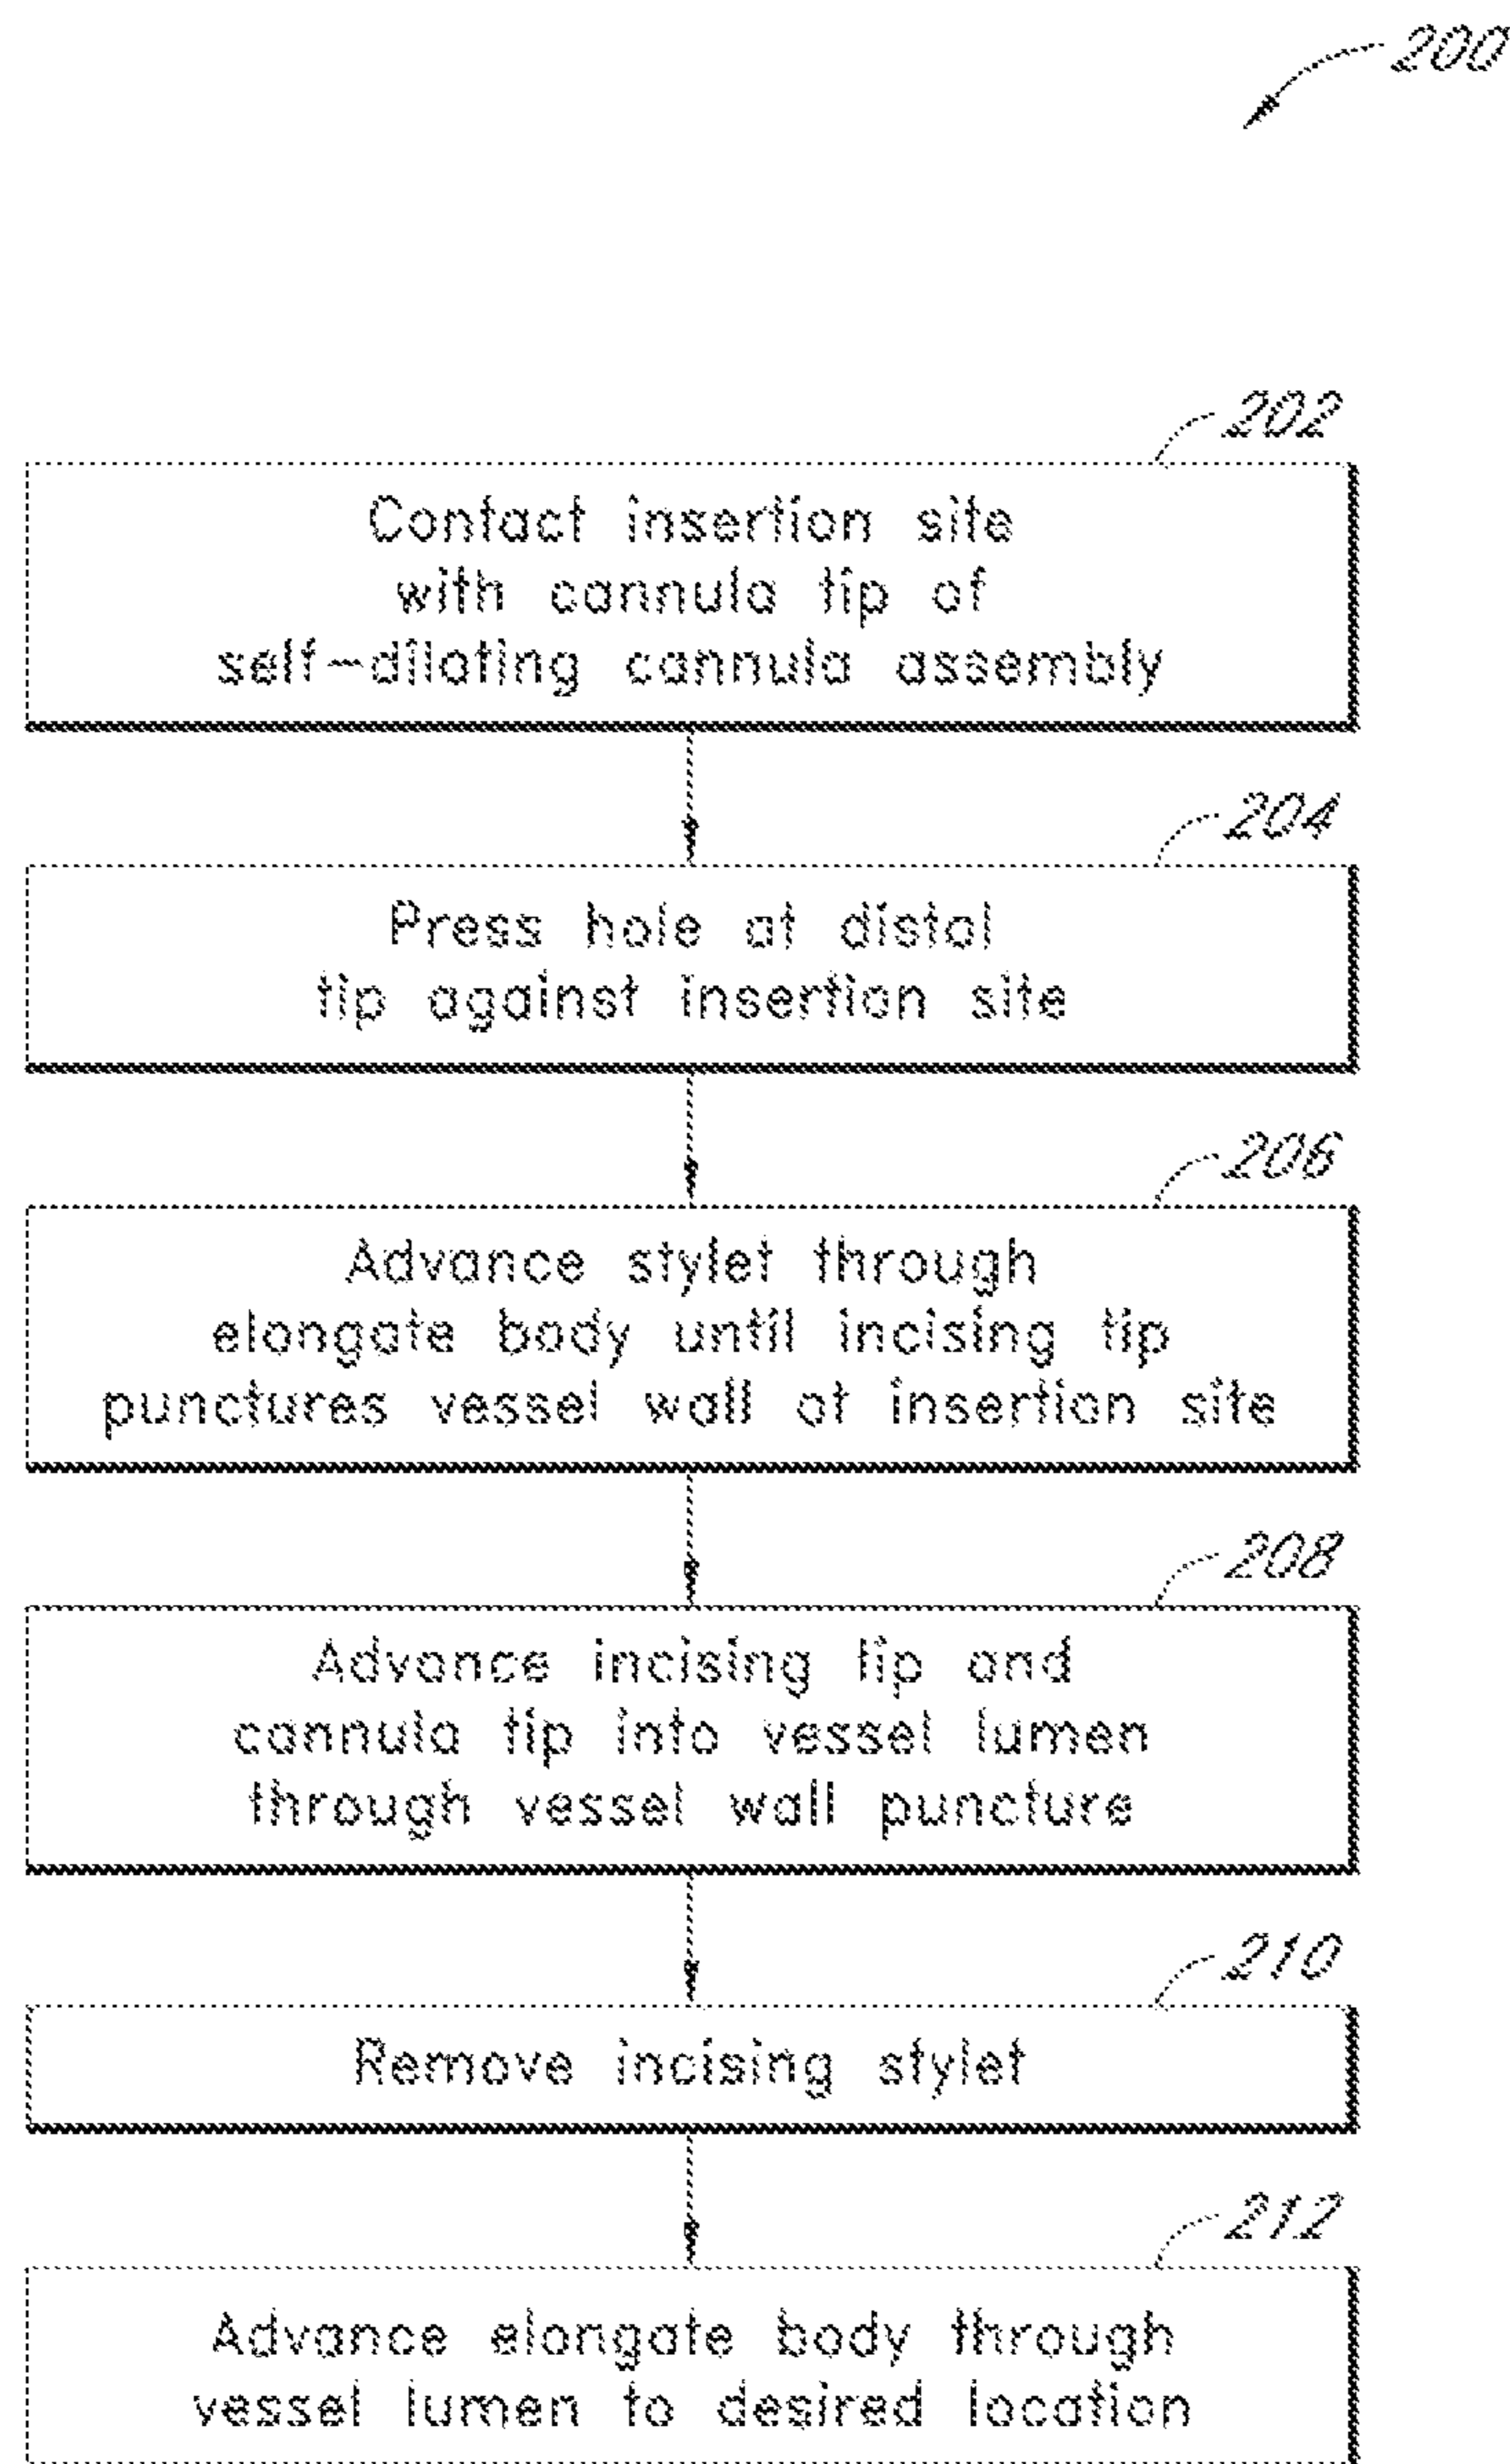 200
202
Contact insertion site
with cannula tip of
self-dilating cannula assembly
204
Press hole at distal
tip against insertion site
206
Advance stylet through
elongate body until incising tip
punctures vessel wall at insertion site
208
Advance incising tip and
cannula tip into vessel lumen
through vessel wall puncture
210
Remove incising stylet
212
Advance elongate body through
vessel lumen to desired location